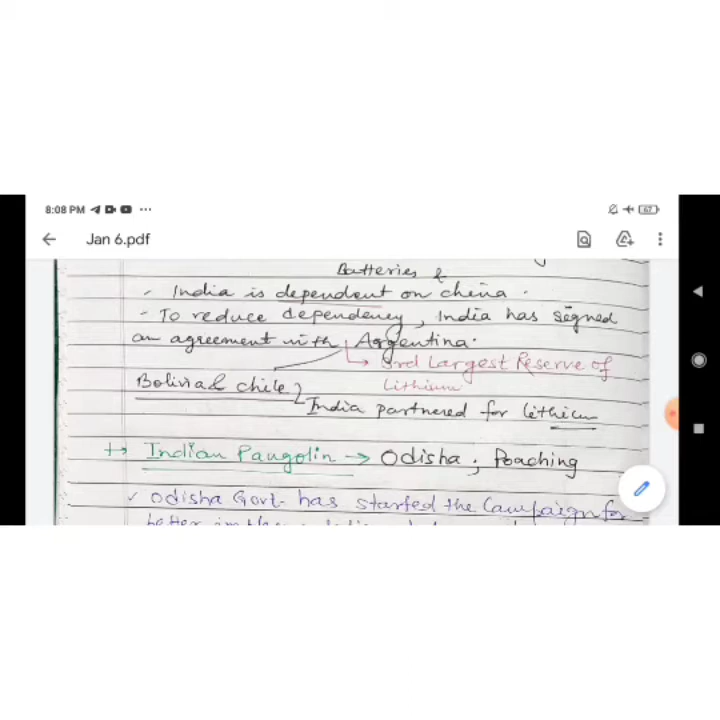 8:08 PM ...
67
Jan 6.pdf
Batteries &
- India is dependent on china.
- To reduce dependency, India has signed
an agreement with Argentina.
→ 3rd Largest Reserve of
Lithium
Bolivia & chile
India partnered for lithium
Indian Pangolin → Odisha; Poaching
✓ Odisha Govt. has started the Campaign for
better